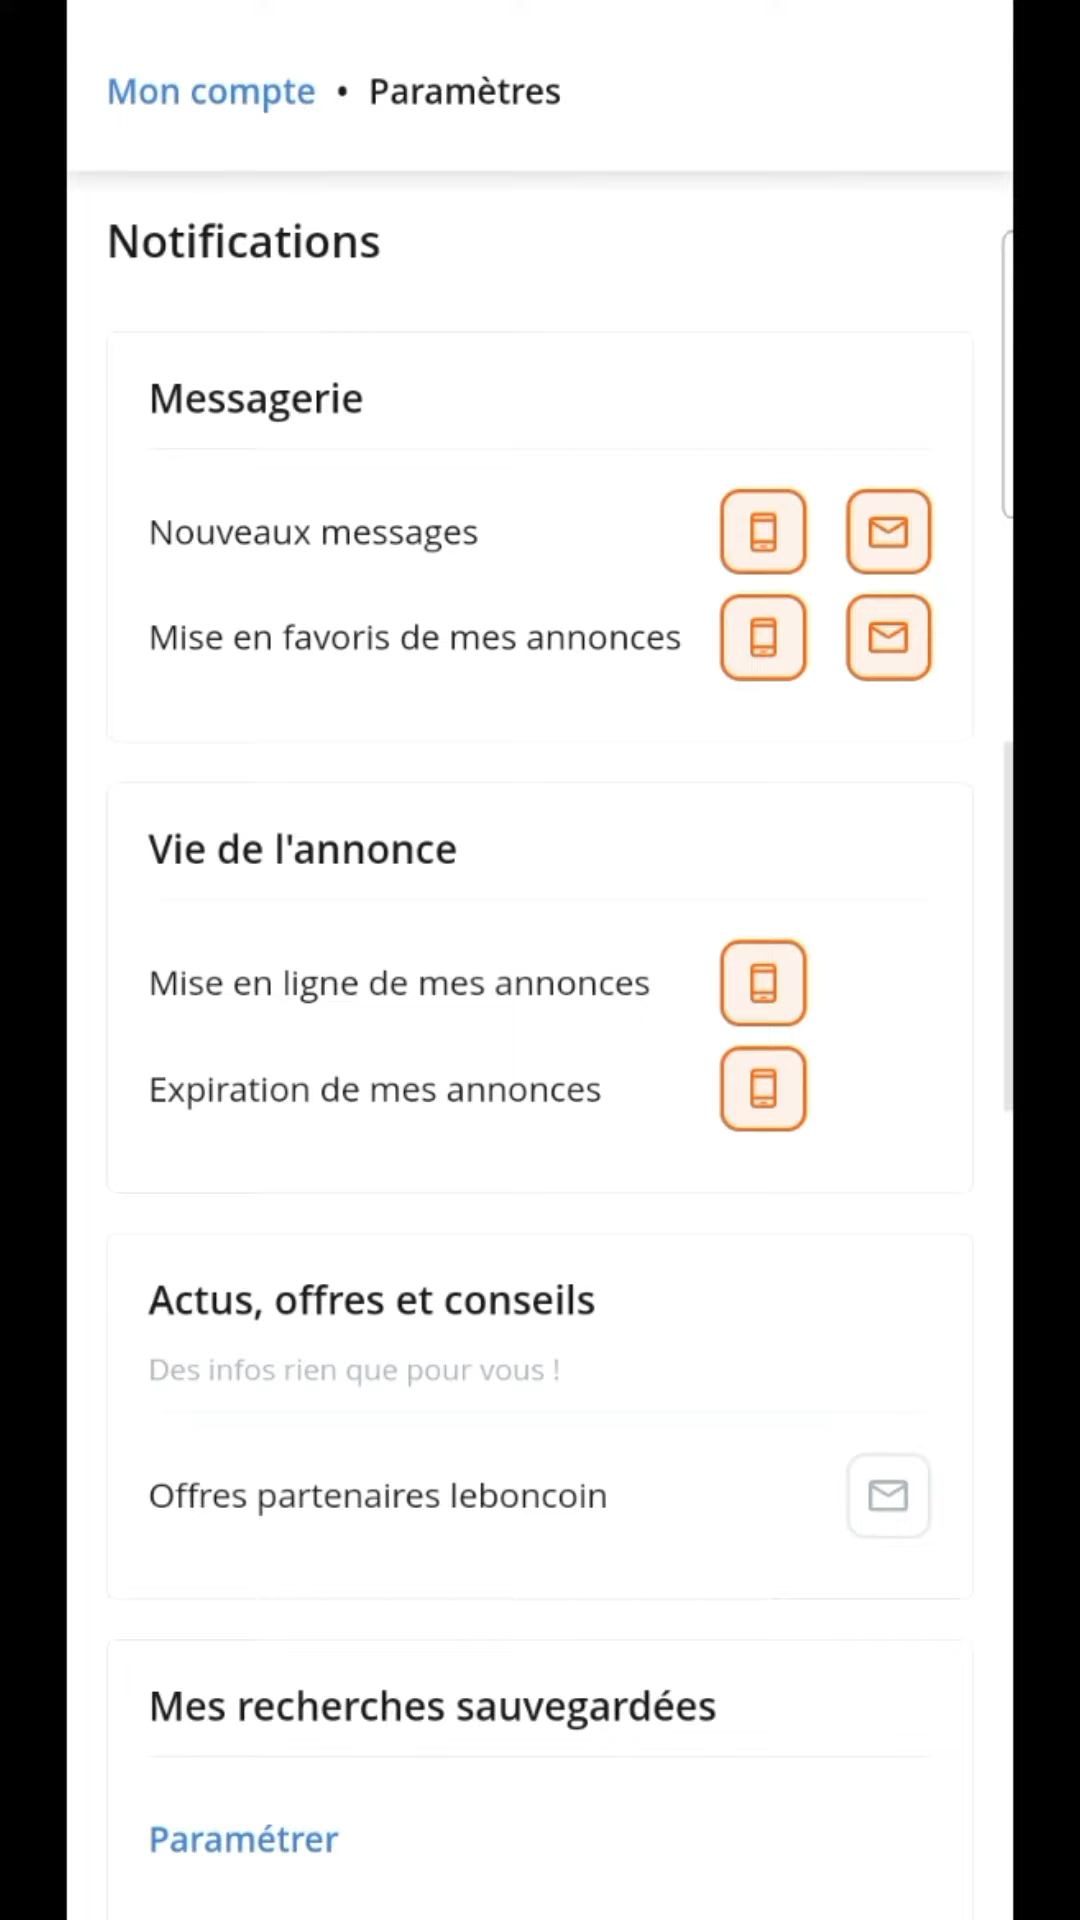 Mon compte • Paramètres
Notifications
Messagerie
Nouveaux messages
Mise en favoris de mes annonces
Vie de l'annonce
Mise en ligne de mes annonces
Expiration de mes annonces
Actus, offres et conseils
Des infos rien que pour vous !
Offres partenaires leboncoin
Mes recherches sauvegardées
Paramétrer